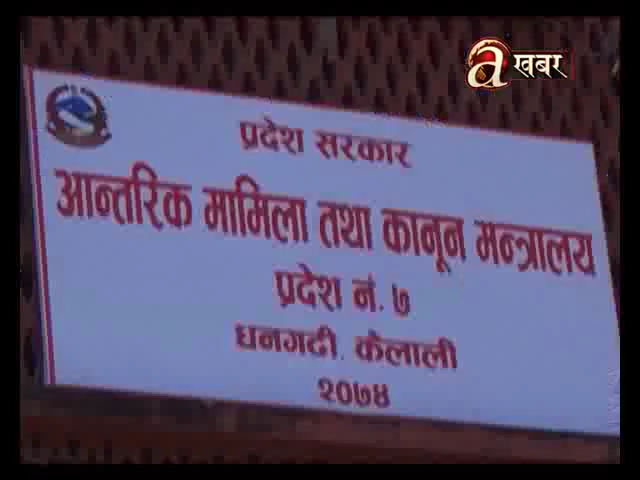 a खबर
प्रदेश सरकार
आन्तरिक मामिला तथा कानून मन्त्रालय
प्रदेश नं. ७
धनगढी, कैलाली
२०७४